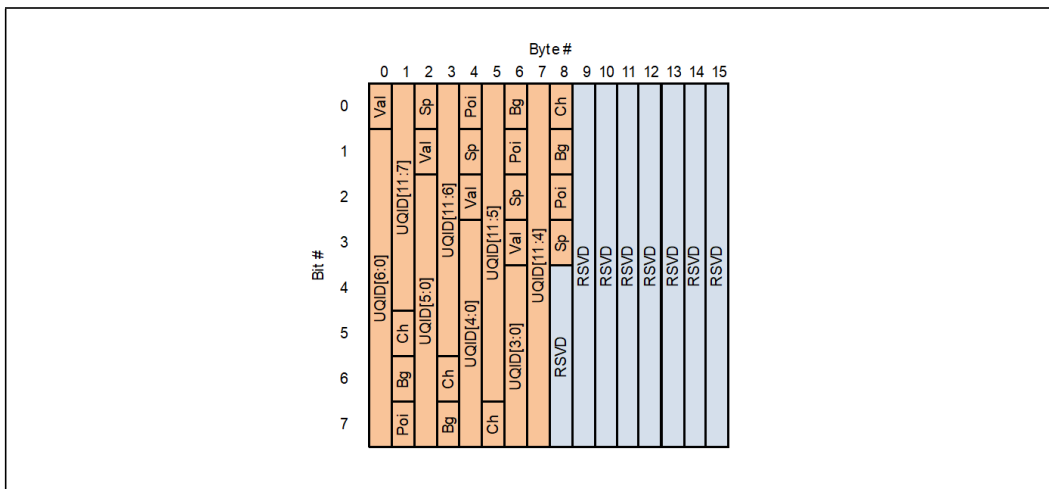 Byte #
0 1 2 3 4 5 6 7 8 9 10 11 12 13 14 15
Bit #
0
1
2
3
4
5
6
7
Val
UQID[6:0]
UQID[11:7]
Ch
Bg
Poi
Sp
Val
UQID[5:0]
UQID[11:6]
Ch
Bg
Poi
Sp
Val
UQID[4:0]
UQID[11:5]
Ch
Bg
Poi
Sp
Val
UQID[3:0]
UQID[11:4]
Ch
Bg
Poi
Sp
RSVD
RSVD
RSVD
RSVD
RSVD
RSVD
RSVD
RSVD